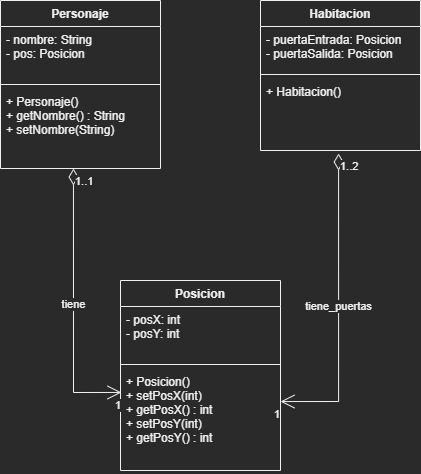 Personaje
- nombre: String
- pos: Posicion
+ Personaje()
+ getNombre() : String
+ setNombre(String)
Habitacion
- puertaEntrada: Posicion
- puertaSalida: Posicion
+ Habitacion()
1..1
1..2
tiene
tiene_puertas
Posicion
- posX: int
- posY: int
+ Posicion()
+ setPosX(int)
+ getPosX() : int
+ setPosY(int)
+ getPosY() : int
1
1